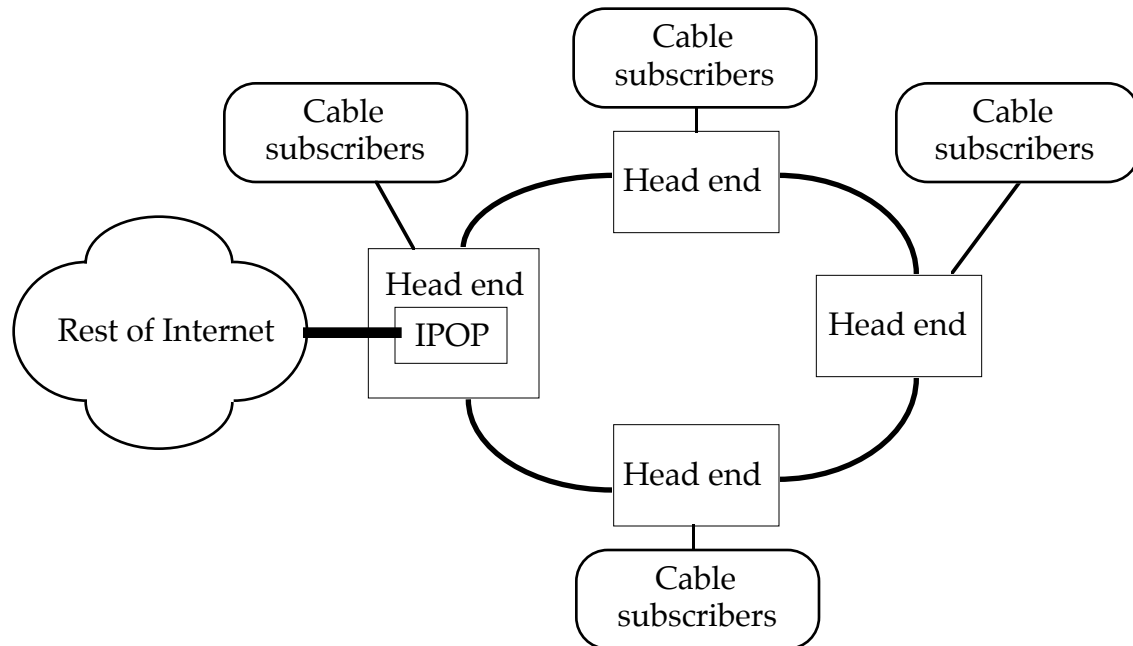 Cable
subscribers
Cable
subscribers
Cable
subscribers
Head end
Head end
Rest of Internet
IPOP
Head end
Head end
Cable
subscribers